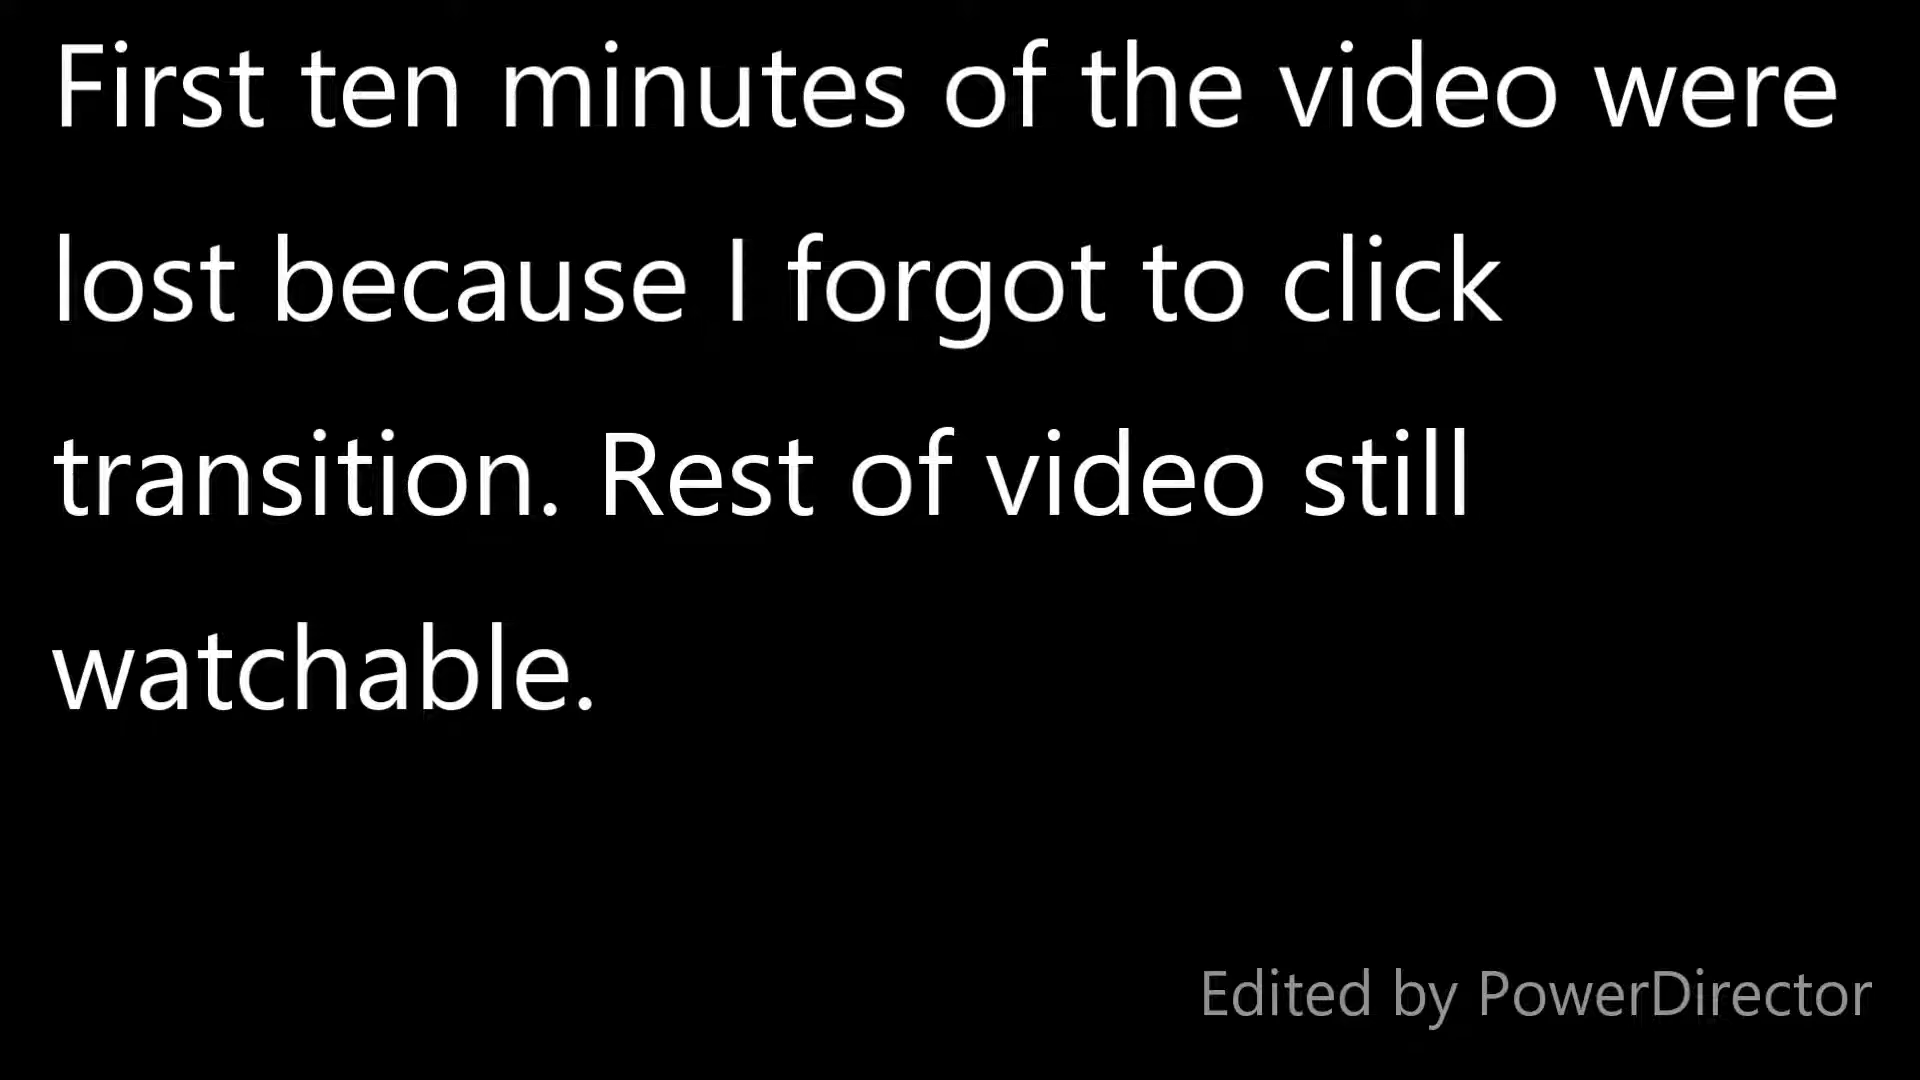 First ten minutes of the video were
lost because I forgot to click
transition. Rest of video still
watchable.
Edited by PowerDirector